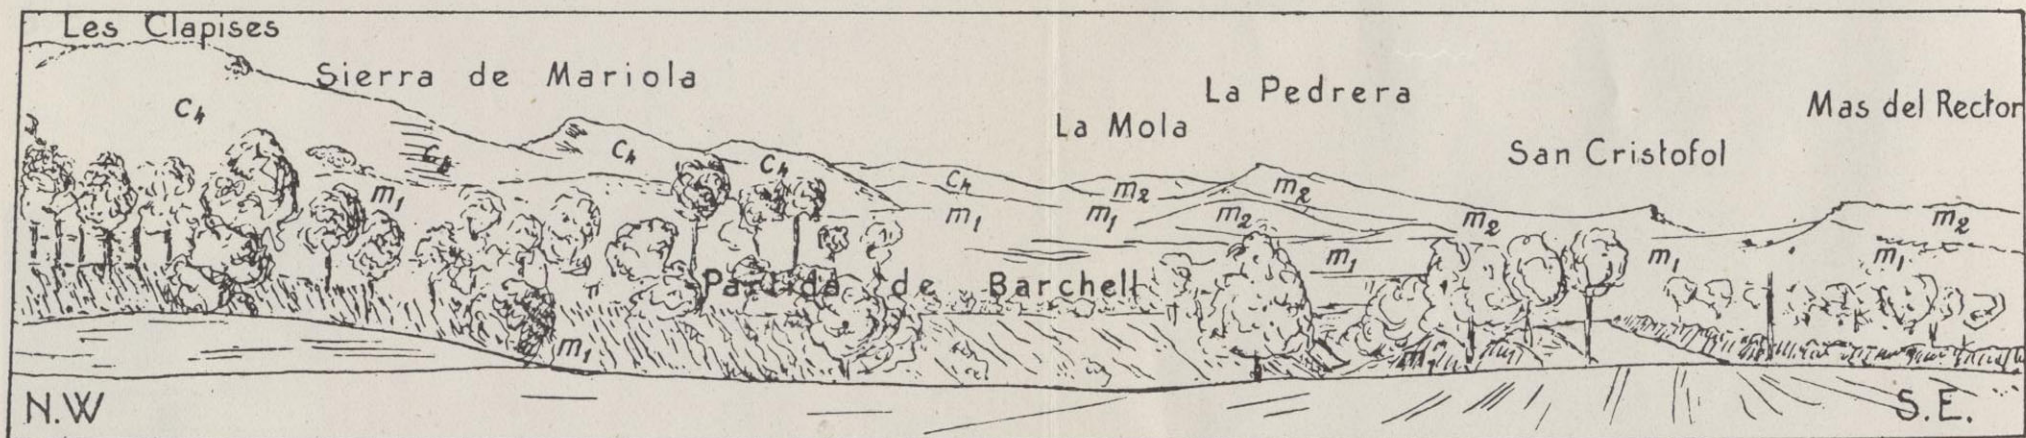 Les Clapises
Sierra de Mariola
La Pedrera
Mas del Rector
La Mola
San Cristofol
C₄
C₄
C₄
C₄
C₄
m₂
m₂
m₂
m₂
m₂
m₁
m₁
m₁
m₁
m₁
m₁
Partida de Barchell
m₁
N.W
S.E.